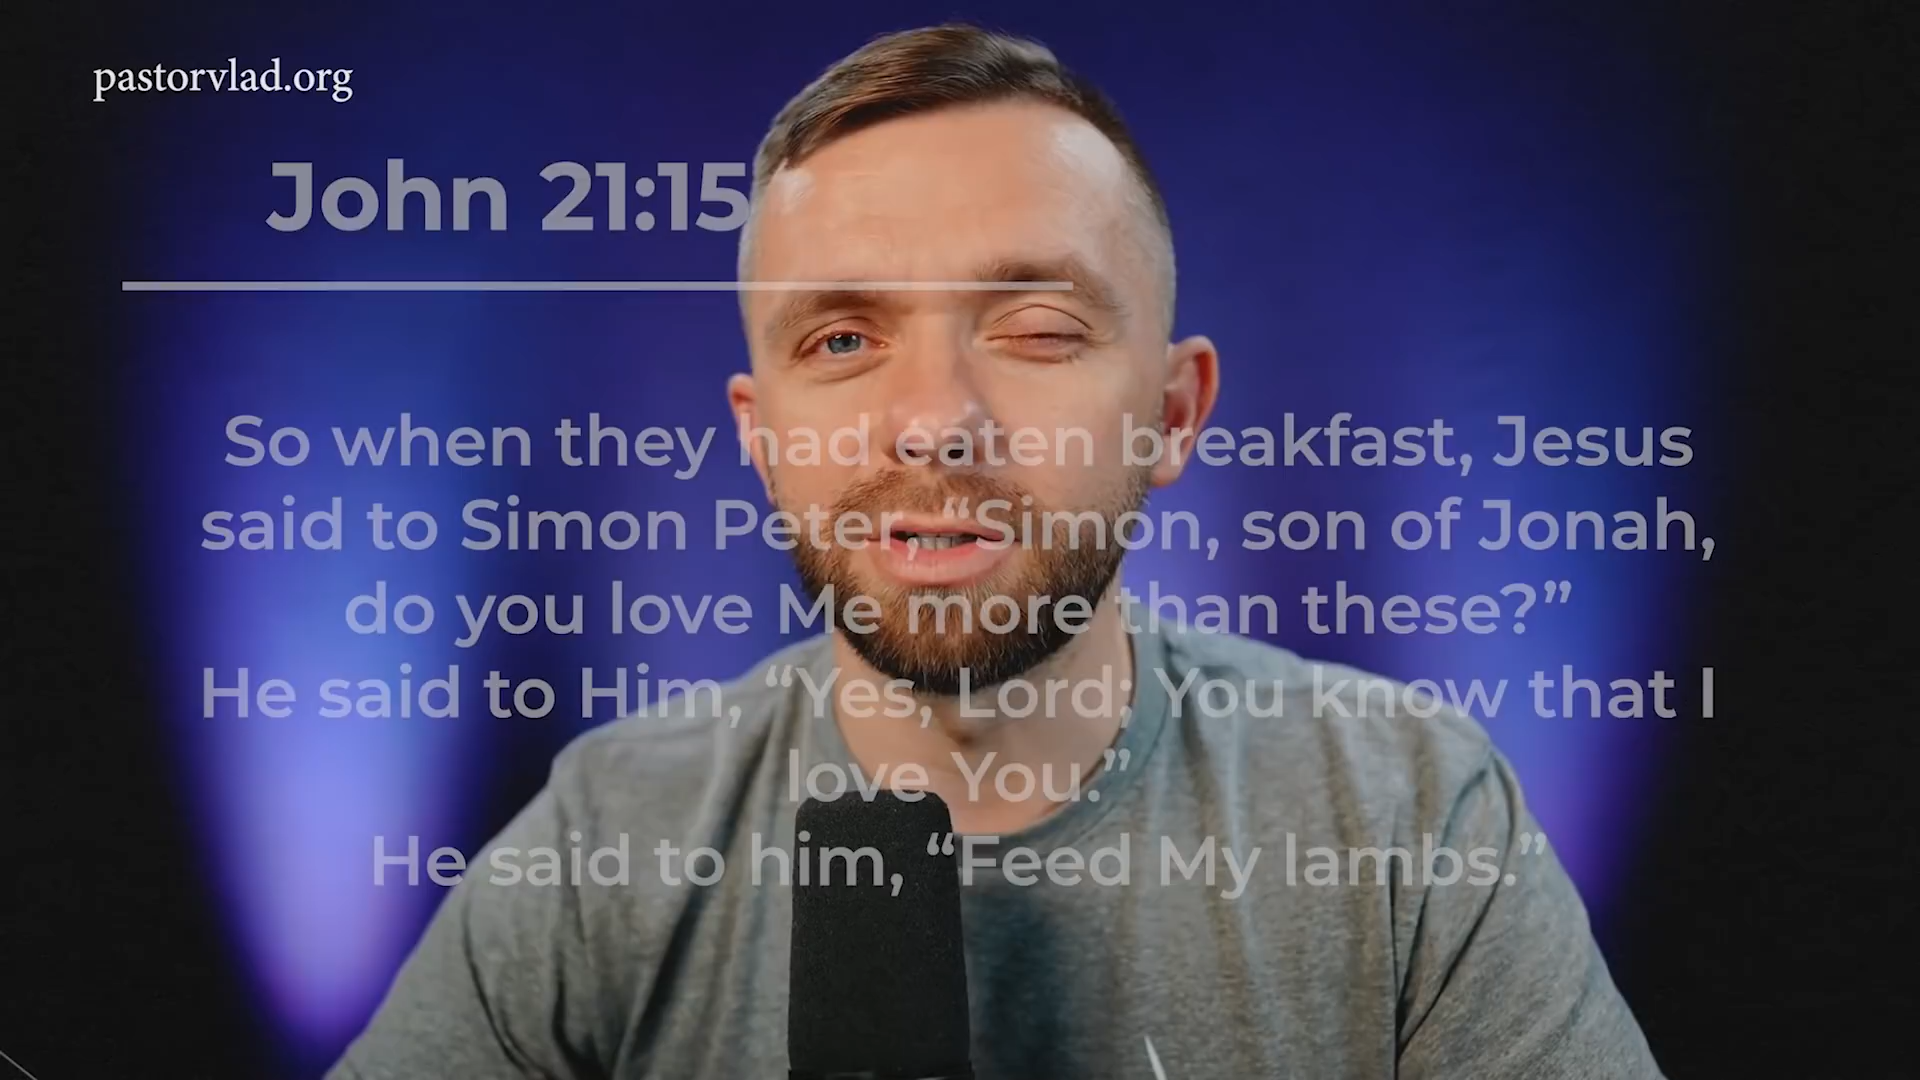 pastorvlad.org
John 21:15
So when they had eaten breakfast, Jesus
said to Simon Peter, “Simon, son of Jonah,
do you love Me more than these?”
He said to Him, “Yes, Lord; You know that I
love You.”
He said to him, “Feed My lambs.”